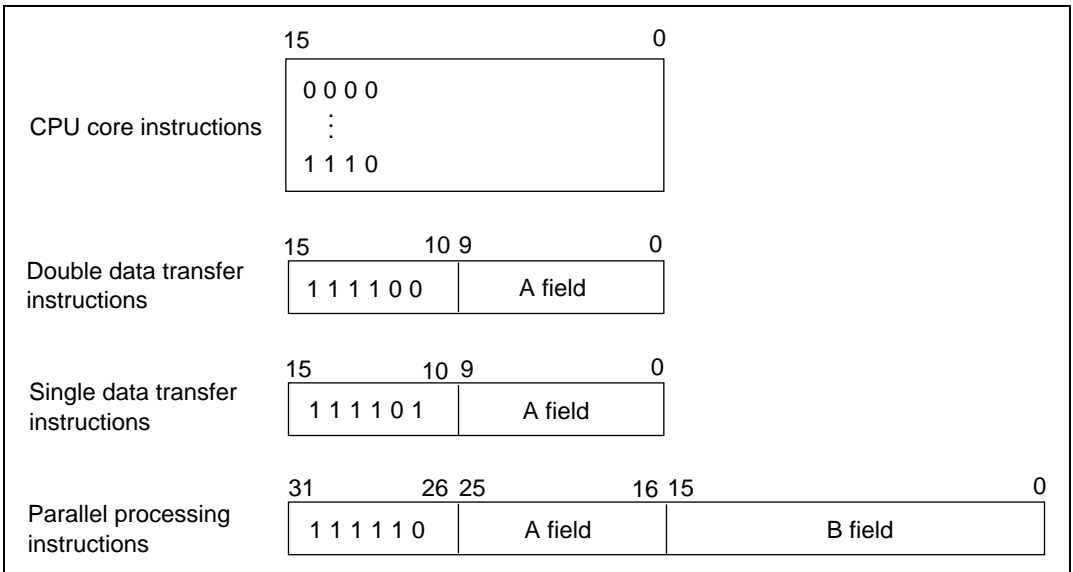 15 0
0 0 0 0
CPU core instructions
1 1 1 0
15 10 9 0
Double data transfer
instructions
1 1 1 1 0 0 A field
15 10 9 0
Single data transfer
instructions
1 1 1 1 0 1 A field
31 26 25 16 15 0
Parallel processing
instructions
1 1 1 1 1 0 A field B field